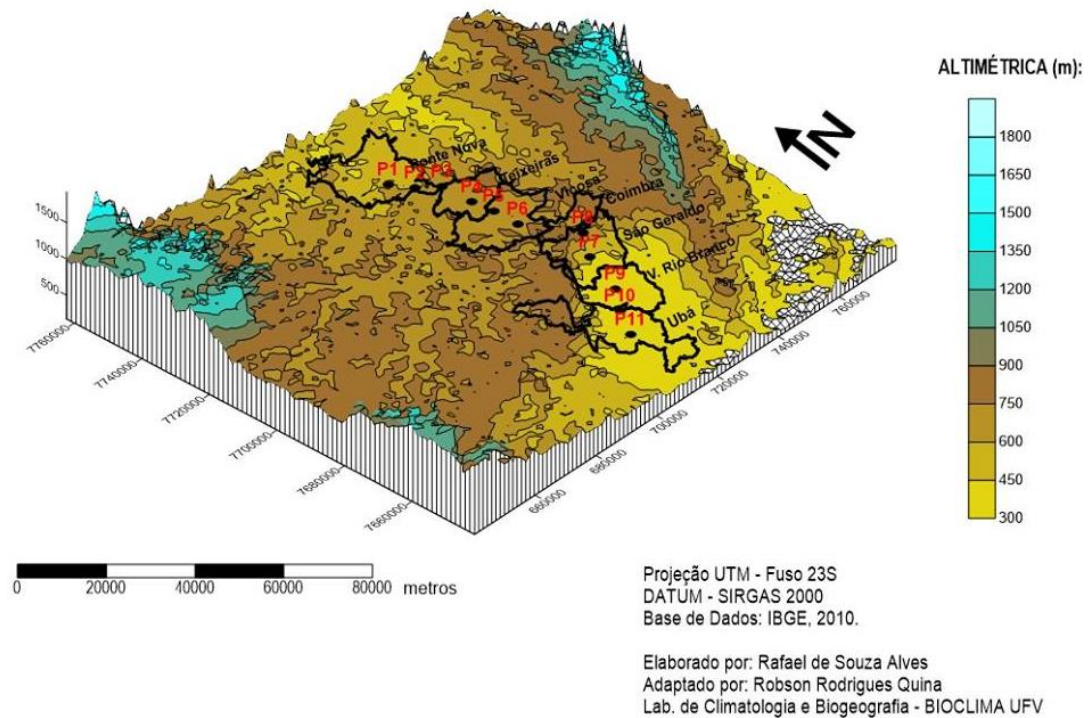 ALTIMÉTRICA (m):
1800
1650
1500
1350
1200
1050
900
750
600
450
300
N
1500
1000
500
Ponte Nova
Teixeiras
Viçosa
Coimbra
São Geraldo
V. Rio Branco
Ubá
P1
P2
P3
P4
P5
P6
P8
P7
P9
P10
P11
7760000
7740000
7720000
7700000
7680000
7660000
660000
680000
700000
720000
740000
760000
0 20000 40000 60000 80000 metros
Projeção UTM - Fuso 23S
DATUM - SIRGAS 2000
Base de Dados: IBGE, 2010.
Elaborado por: Rafael de Souza Alves
Adaptado por: Robson Rodrigues Quina
Lab. de Climatologia e Biogeografia - BIOCLIMA UFV